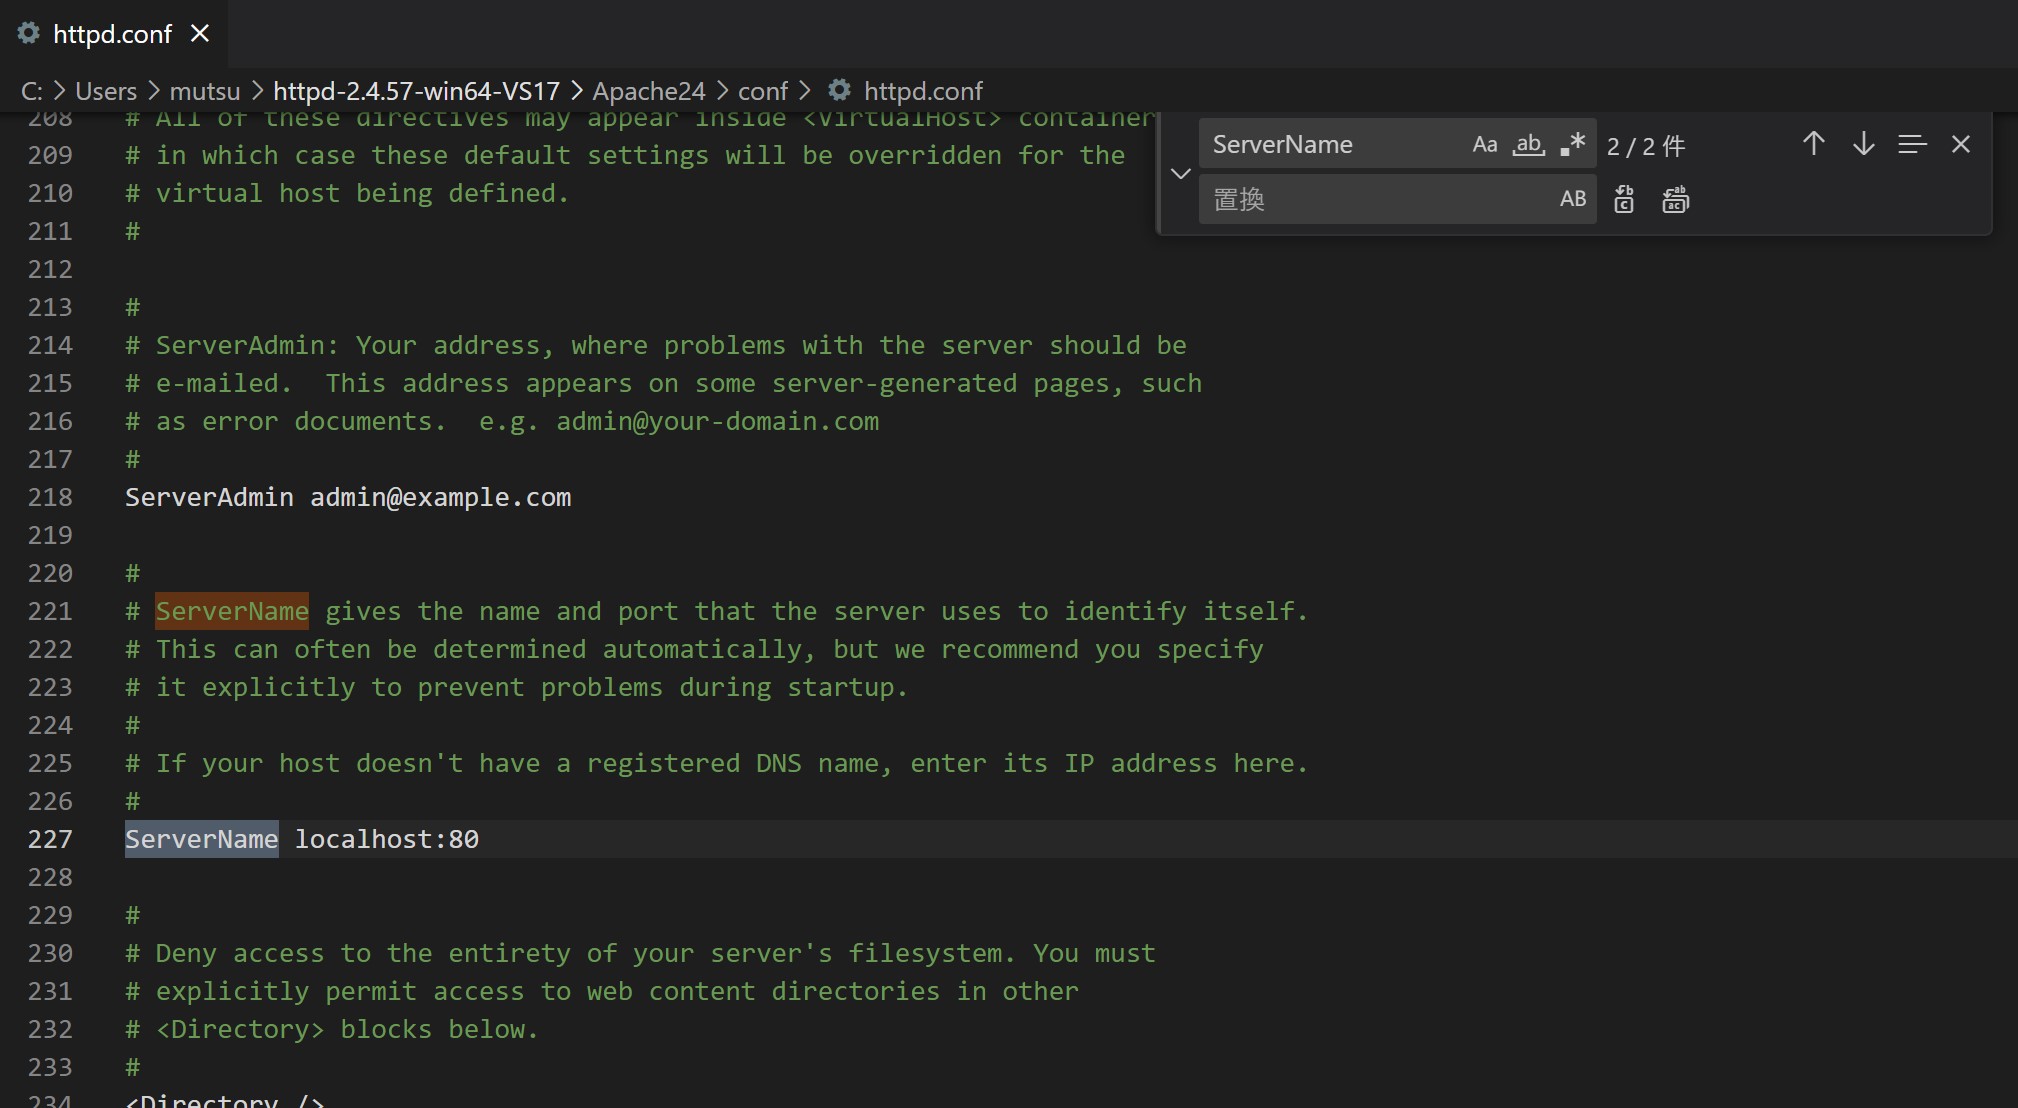 httpd.conf
C: > Users > mutsu > httpd-2.4.57-win64-VS17 > Apache24 > conf > httpd.conf
ServerName Aa ab .* 2 / 2 件
置換 AB
208 # All of these directives may appear inside <VirtualHost> container
209 # in which case these default settings will be overridden for the
210 # virtual host being defined.
211 #
212
213 #
214 # ServerAdmin: Your address, where problems with the server should be
215 # e-mailed.  This address appears on some server-generated pages, such
216 # as error documents.  e.g. admin@your-domain.com
217 #
218 ServerAdmin admin@example.com
219
220 #
221 # ServerName gives the name and port that the server uses to identify itself.
222 # This can often be determined automatically, but we recommend you specify
223 # it explicitly to prevent problems during startup.
224 #
225 # If your host doesn't have a registered DNS name, enter its IP address here.
226 #
227 ServerName localhost:80
228
229 #
230 # Deny access to the entirety of your server's filesystem. You must
231 # explicitly permit access to web content directories in other
232 # <Directory> blocks below.
233 #
234 <Directory />